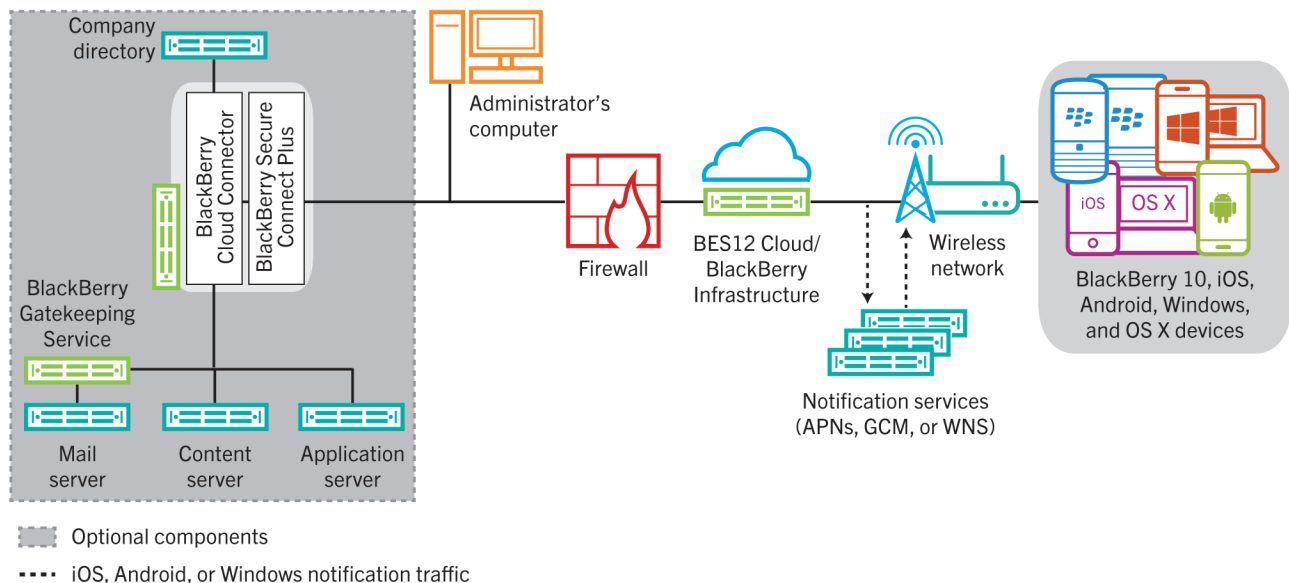 Company
directory
BlackBerry
Cloud Connector
BlackBerry Secure
Connect Plus
BlackBerry
Gatekeeping
Service
Mail
server
Content
server
Application
server
Administrator's
computer
Firewall
BES12 Cloud/
BlackBerry
Infrastructure
Wireless
network
Notification services
(APNs, GCM, or WNS)
iOS
OS X
BlackBerry 10, iOS,
Android, Windows,
and OS X devices
Optional components
iOS, Android, or Windows notification traffic